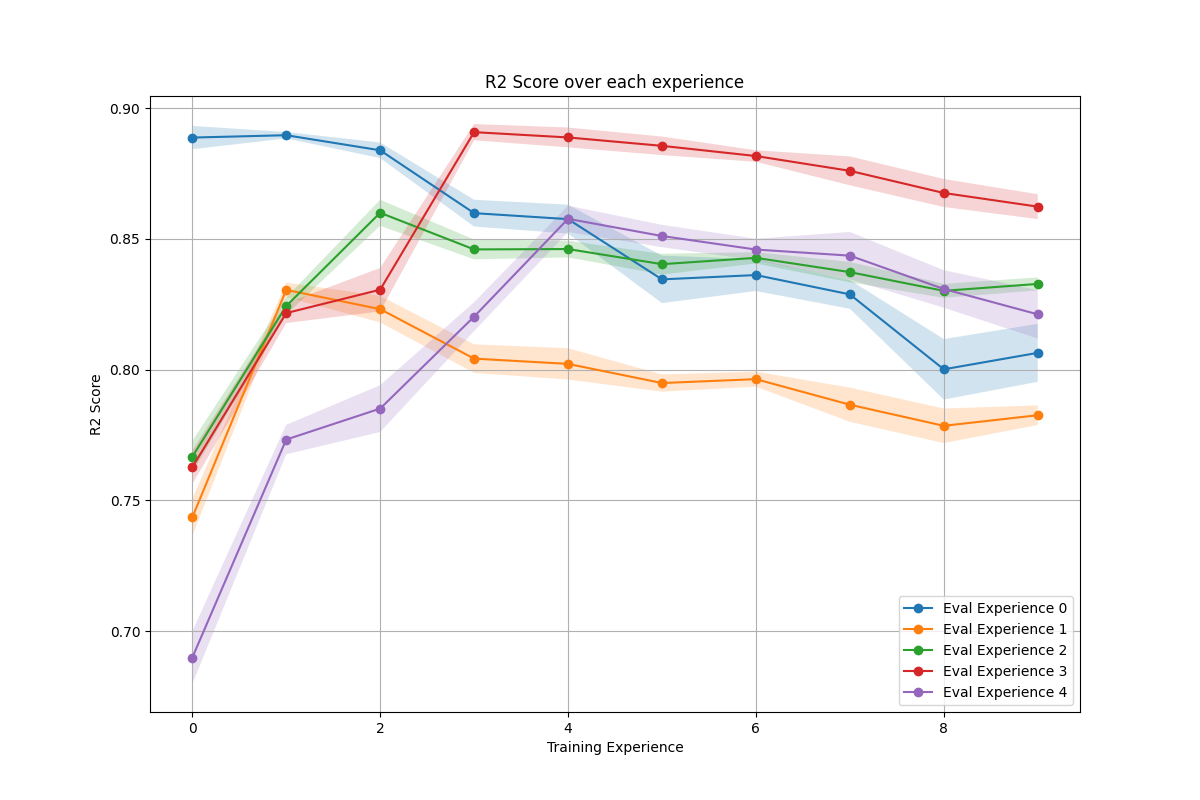 R2 Score over each experience
R2 Score
0.90
0.85
0.80
0.75
0.70
0 2 4 6 8
Training Experience
Eval Experience 0
Eval Experience 1
Eval Experience 2
Eval Experience 3
Eval Experience 4